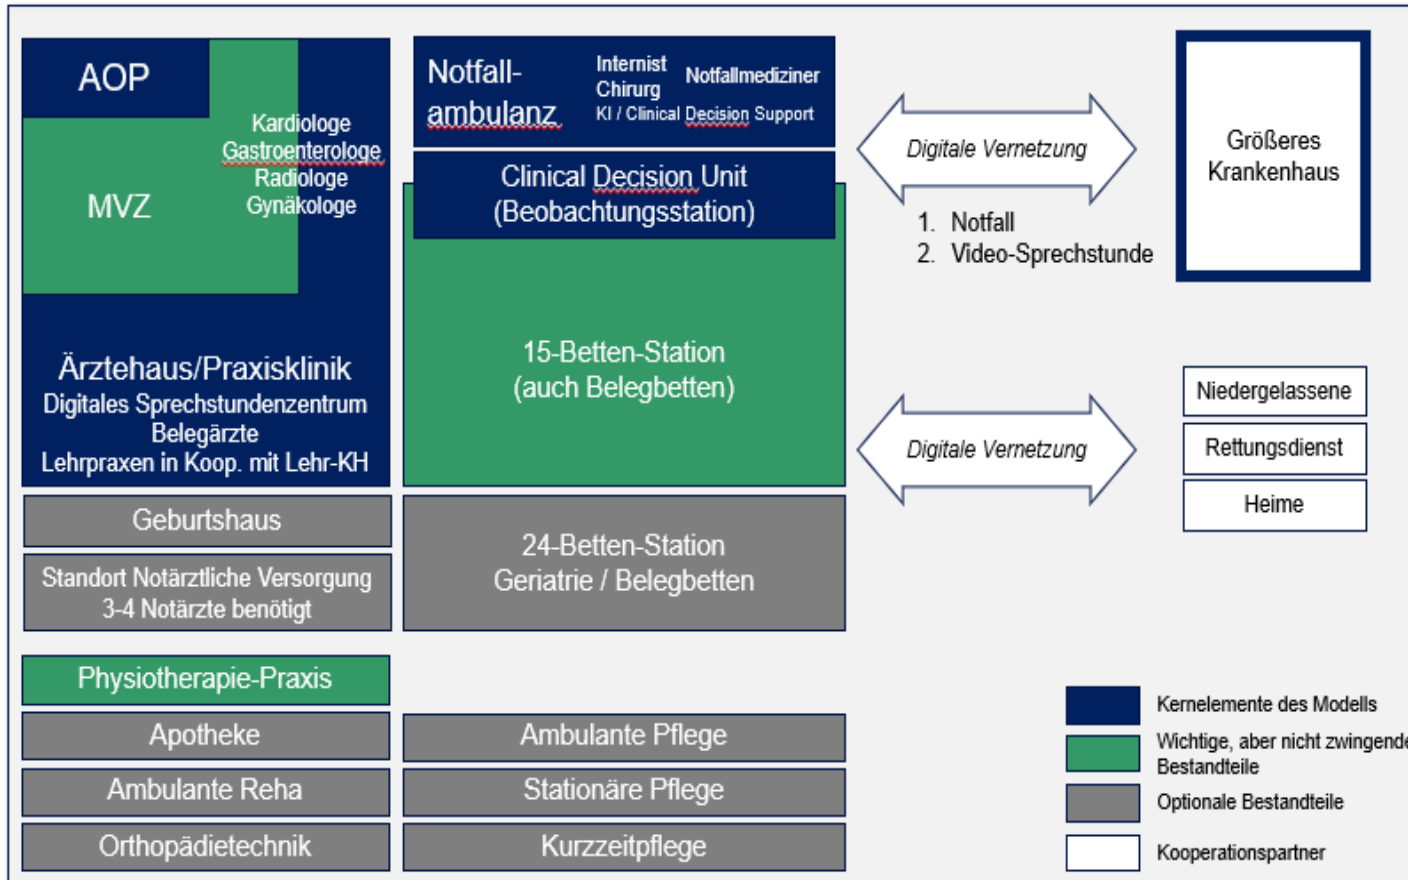 AOP
Kardiologe
Gastroenterologe
Radiologe
Gynäkologe
MVZ
Ärztehaus/Praxisklinik
Digitales Sprechstundenzentrum
Belegärzte
Lehrpraxen in Koop. mit Lehr-KH
Geburtshaus
Standort Notärztliche Versorgung
3-4 Notärzte benötigt
Physiotherapie-Praxis
Apotheke
Ambulante Reha
Orthopädietechnik
Notfall-
ambulanz
Internist
Chirurg
Notfallmediziner
KI / Clinical Decision Support
Clinical Decision Unit
(Beobachtungsstation)
15-Betten-Station
(auch Belegbetten)
24-Betten-Station
Geriatrie / Belegbetten
Ambulante Pflege
Stationäre Pflege
Kurzzeitpflege
Digitale Vernetzung
1. Notfall
2. Video-Sprechstunde
Digitale Vernetzung
Größeres
Krankenhaus
Niedergelassene
Rettungsdienst
Heime
Kernelemente des Modells
Wichtige, aber nicht zwingende
Bestandteile
Optionale Bestandteile
Kooperationspartner